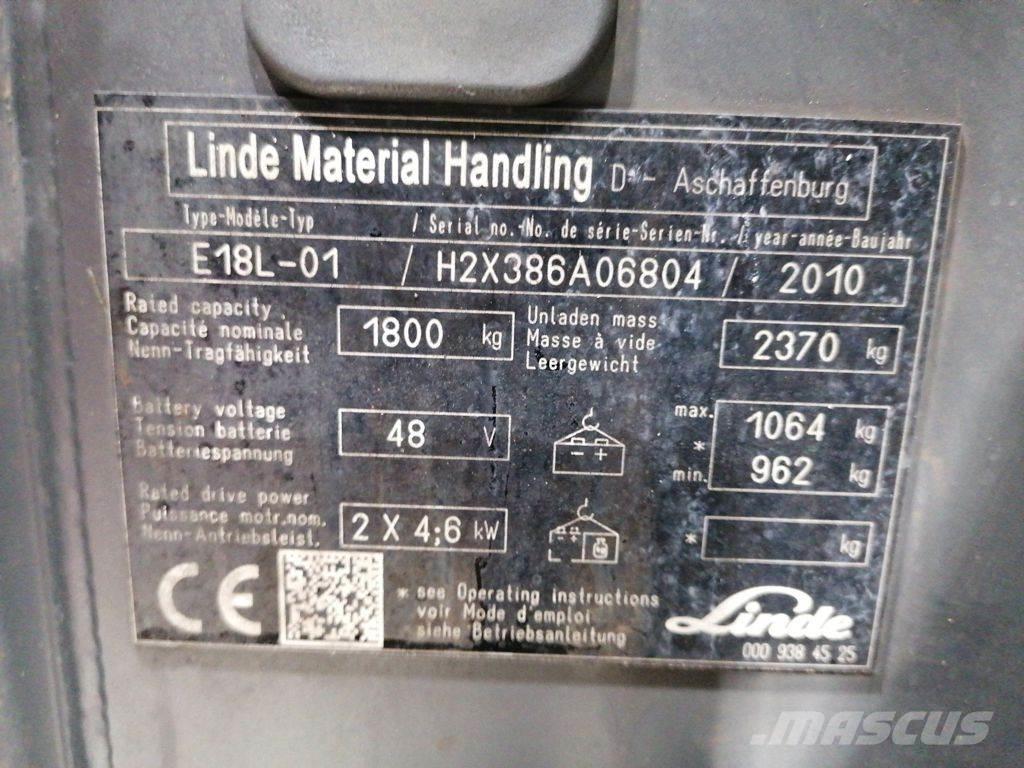 Linde Material Handling D - Aschaffenburg
Type-Modèle-Typ / Serial no.-No. de série-Serien-Nr. / year-année-Baujahr
E18L-01 / H2X386A06804 / 2010
Rated capacity
Capacité nominale
Nenn-Tragfähigkeit
1800 kg
Unladen mass
Masse à vide
Leergewicht
2370 kg
Battery voltage
Tension batterie
Batteriespannung
48 V
- +
max. 1064 kg
*
min. 962 kg
Rated drive power
Puissance motr.nom.
Nenn-Antriebsleist.
2 X 4;6 kW
* kg
CE
* see Operating instructions
voir Mode d'emploi
siehe Betriebsanleitung
Linde
000 938 45 25
MASCUS